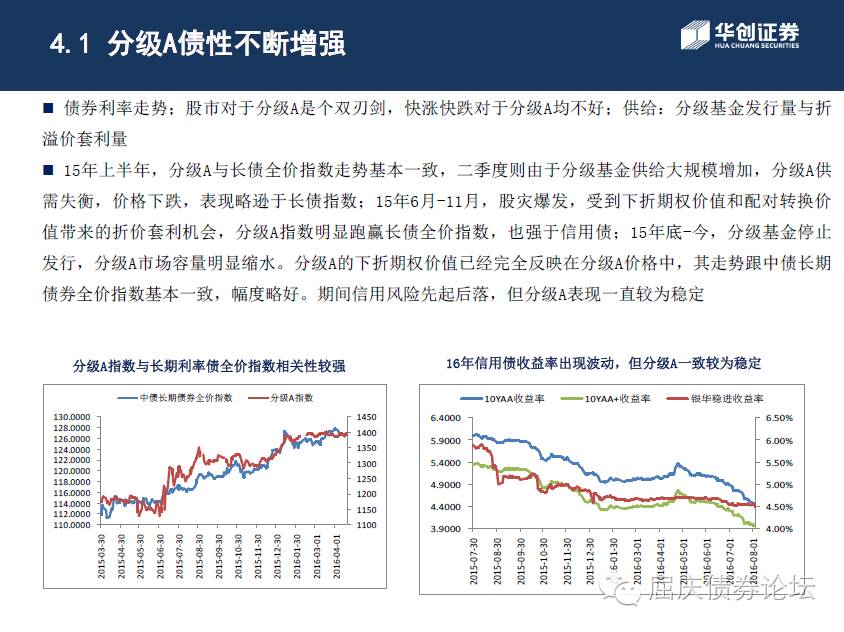 4.1 分级A债性不断增强
华创证券
HUA CHUANG SECURITIES
■ 债券利率走势；股市对于分级A是个双刃剑，快涨快跌对于分级A均不好；供给：分级基金发行量与折
溢价套利量
■ 15年上半年，分级A与长债全价指数走势基本一致，二季度则由于分级基金供给大规模增加，分级A供
需失衡，价格下跌，表现略逊于长债指数；15年6月-11月，股灾爆发，受到下折期权价值和配对转换价
值带来的折价套利机会，分级A指数明显跑赢长债全价指数，也强于信用债；15年底-今，分级基金停止
发行，分级A市场容量明显缩水。分级A的下折期权价值已经完全反映在分级A价格中，其走势跟中债长期
债券全价指数基本一致，幅度略好。期间信用风险先起后落，但分级A表现一直较为稳定
分级A指数与长期利率债全价指数相关性较强
中债长期债券全价指数 分级A指数
130.0000 1450
128.0000 1400
126.0000 1350
124.0000 1300
122.0000 1250
120.0000 1200
118.0000 1150
116.0000 1100
114.0000
112.0000
110.0000
2015-03-30 2015-04-30 2015-05-30 2015-06-30 2015-07-30 2015-08-30 2015-09-30 2015-10-30 2015-11-30 2015-12-30 2016-01-30 2016-03-01 2016-04-01
16年信用债收益率出现波动，但分级A一致较为稳定
10YAA收益率 10YAA+收益率 银华稳进收益率
6.4000 6.50%
5.9000 6.00%
5.4000 5.50%
4.9000 5.00%
4.4000 4.50%
3.9000 4.00%
2015-07-30 2015-08-30 2015-09-30 2015-10-30 2015-11-30 2015-12-30 2016-01-30 2016-03-01 2016-04-01 2016-05-01 2016-06-01 2016-07-01 2016-08-01
屈庆债券论坛